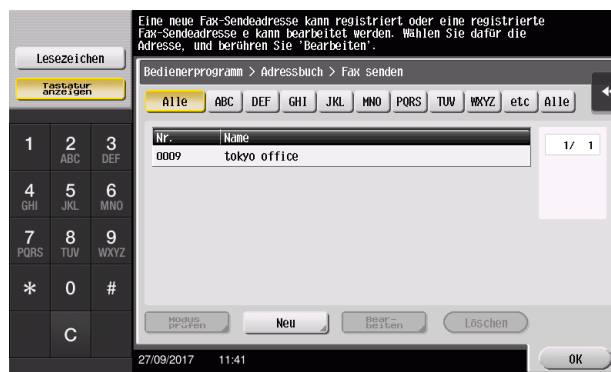 Eine neue Fax-Sendeadresse kann registriert oder eine registrierte
Fax-Sendeadresse e kann bearbeitet werden. Wählen Sie dafür die
Adresse, und berühren Sie 'Bearbeiten'.
Lesezeichen
Tastatur
anzeigen
Bedienerprogramm > Adressbuch > Fax senden
Alle ABC DEF GHI JKL MNO PQRS TUV WXYZ etc Alle
Nr. Name
0009 tokyo office
1/ 1
1 2 3
ABC DEF
4 5 6
GHI JKL MNO
7 8 9
PQRS TUV WXYZ
* 0 #
C
Modus
prüfen
Neu
Bear-
beiten
Löschen
27/09/2017 11:41
OK